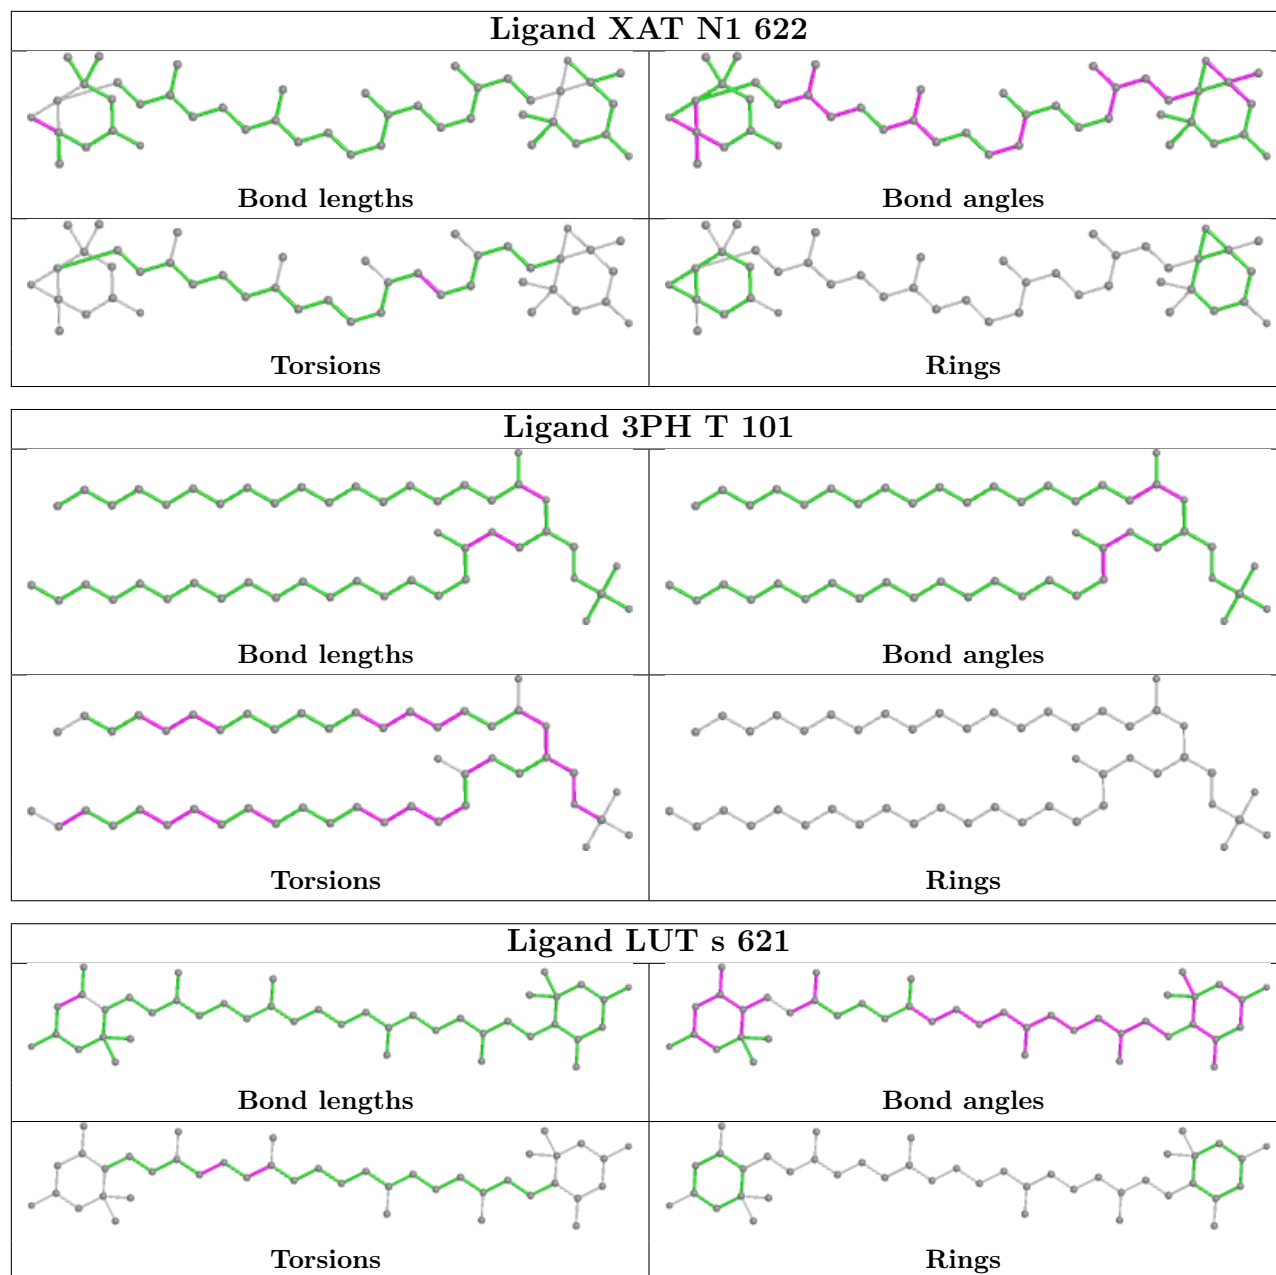 Ligand XAT N1 622
Bond lengths
Bond angles
Torsions
Rings
Ligand 3PH T 101
Bond lengths
Bond angles
Torsions
Rings
Ligand LUT s 621
Bond lengths
Bond angles
Torsions
Rings